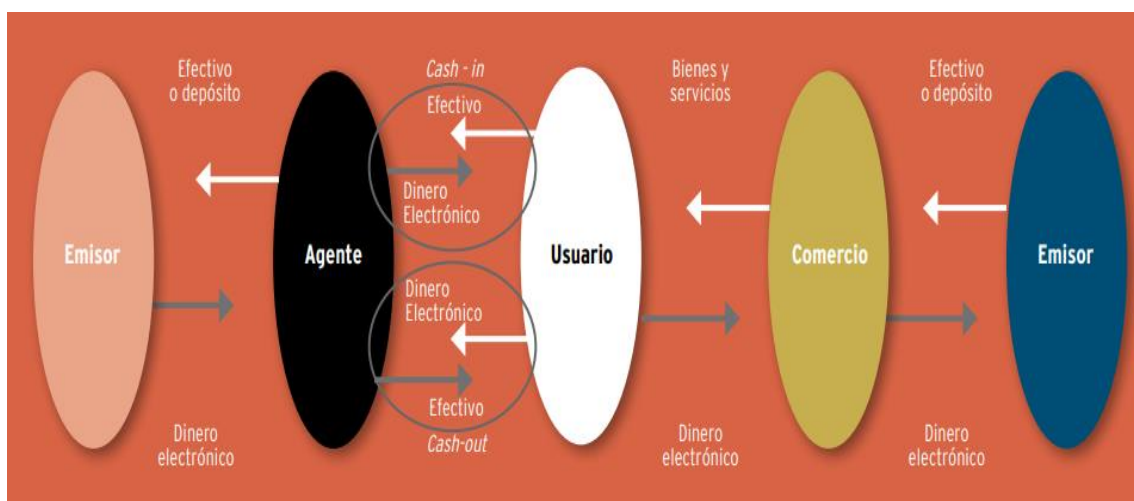 Emisor
Efectivo
o depósito
Dinero
electrónico
Agente
Cash - in
Efectivo
Dinero
Electrónico
Dinero
Electrónico
Efectivo
Cash-out
Usuario
Bienes y
servicios
Dinero
electrónico
Comercio
Efectivo
o depósito
Dinero
electrónico
Emisor